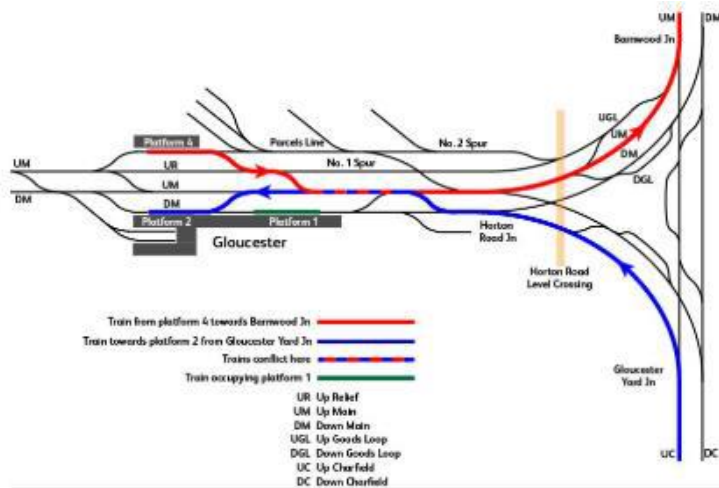 UM
DM
Barnwood Jn
UGL
UM
DM
DGL
Platform 4
Parcels Line
No. 2 Spur
No. 1 Spur
UM
UR
UM
DM
DM
Platform 2
Platform 1
Gloucester
Horton
Road Jn
Horton Road
Level Crossing
Gloucester
Yard Jn
Train from platform 4 towards Barnwood Jn
Train towards platform 2 from Gloucester Yard Jn
Trains conflict here
Train occupying platform 1
UR Up Relief
UM Up Main
DM Down Main
UGL Up Goods Loop
DGL Down Goods Loop
UC Up Charfield
DC Down Charfield
UC
DC